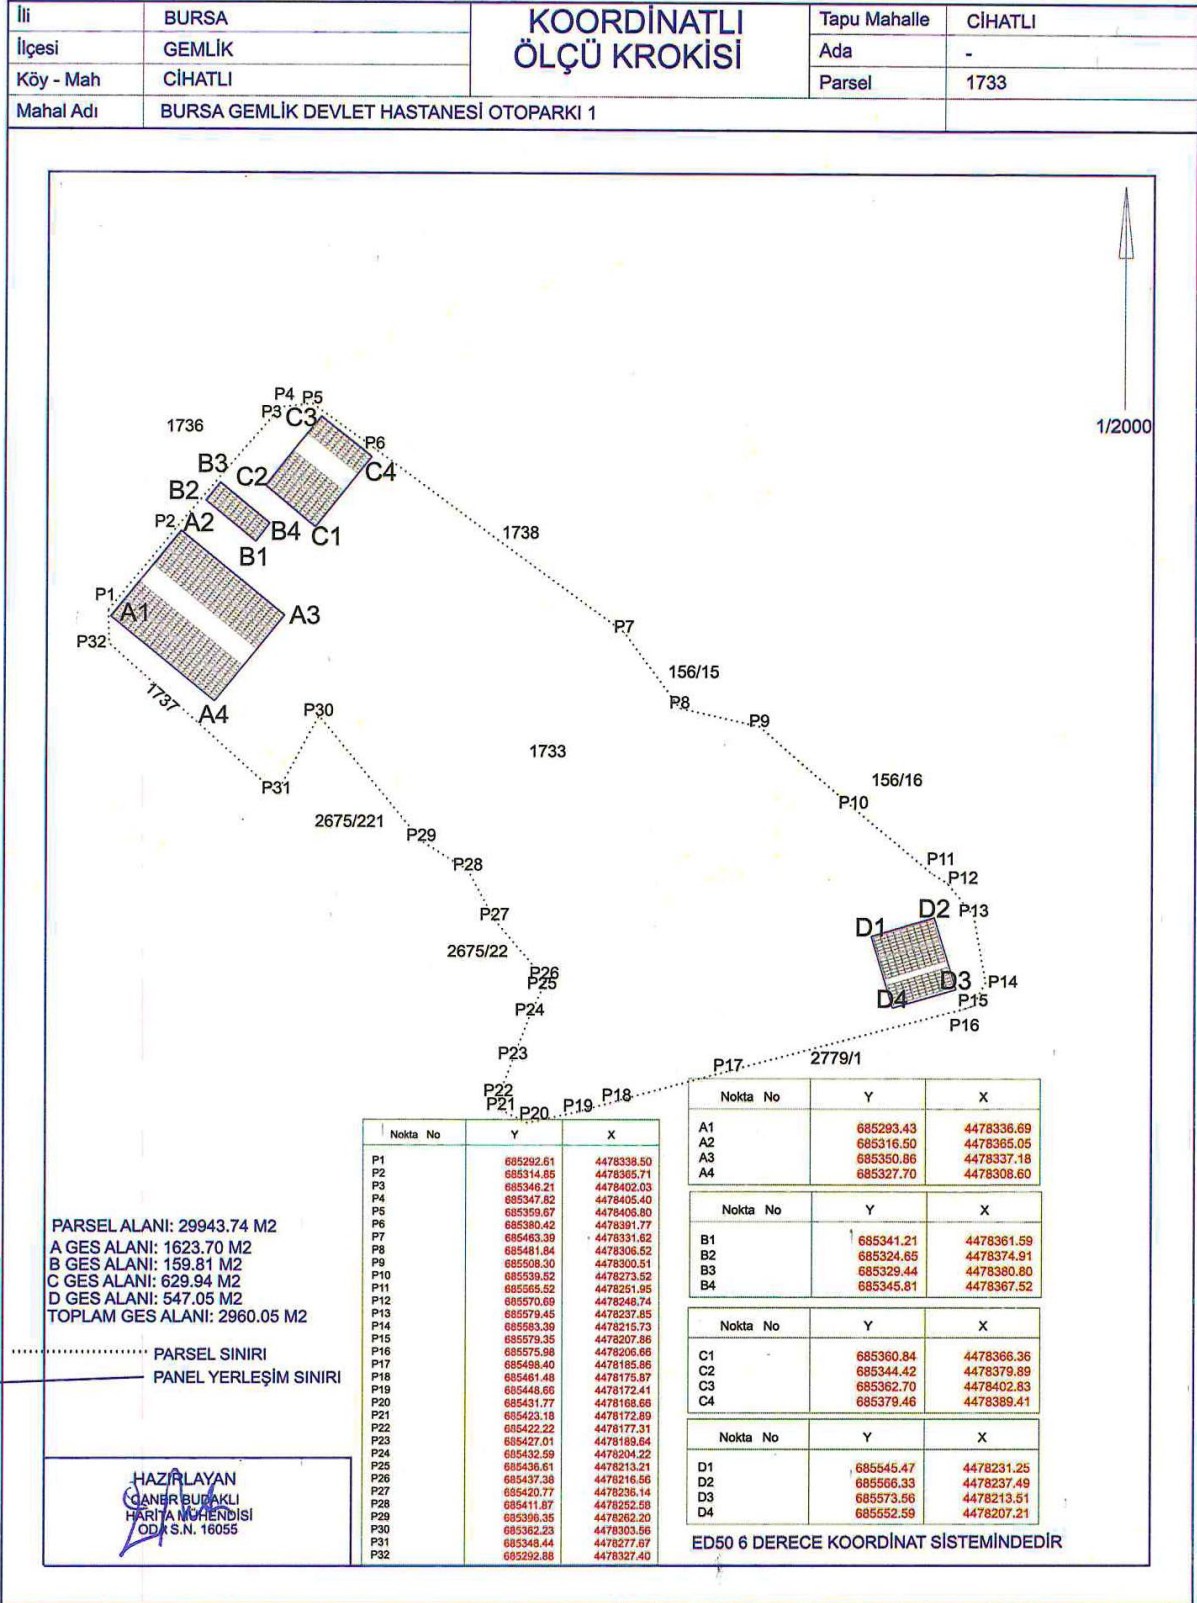 İli BURSA
İlçesi GEMLİK
Köy - Mah CİHATLI
KOORDİNATLI
ÖLÇÜ KROKİSİ
Tapu Mahalle CİHATLI
Ada -
Parsel 1733
Mahal Adı BURSA GEMLİK DEVLET HASTANESİ OTOPARKI 1
1/2000
P4 P5
P3 C3
1736
P6
C4
B3
C2
B2
P2 A2
B4 C1
B1
1738
P1
A1 A3
P32
P7
1737
A4
156/15
P8
P30
P9
1733
P31
156/16
P10
2675/221
P29
P28
P11
P12
P27
D2 P13
D1
2675/22
P26
P25
D3 P14
D4
P15
P24
P16
P23
2779/1
P17
P22
P21
P20 P19 P18
Nokta No Y X
P1 685292.61 4478338.50
P2 685314.85 4478365.71
P3 685346.21 4478402.03
P4 685347.82 4478405.40
P5 685359.67 4478406.80
P6 685380.42 4478391.77
P7 685463.39 4478331.62
P8 685481.84 4478306.52
P9 685508.30 4478300.51
P10 685539.52 4478273.52
P11 685565.52 4478251.95
P12 685570.69 4478248.74
P13 685579.45 4478237.85
P14 685583.39 4478215.73
P15 685579.35 4478207.86
P16 685575.98 4478206.66
P17 685498.40 4478185.86
P18 685461.48 4478175.87
P19 685448.66 4478172.41
P20 685431.77 4478168.66
P21 685423.18 4478172.89
P22 685422.22 4478177.31
P23 685427.01 4478189.64
P24 685432.59 4478204.22
P25 685436.61 4478213.21
P26 685437.38 4478216.56
P27 685420.77 4478236.14
P28 685411.87 4478252.58
P29 685396.35 4478262.20
P30 685362.23 4478303.56
P31 685348.44 4478277.67
P32 685292.88 4478327.40
Nokta No Y X
A1 685293.43 4478336.69
A2 685316.50 4478365.05
A3 685350.86 4478337.18
A4 685327.70 4478308.60
Nokta No Y X
B1 685341.21 4478361.59
B2 685324.65 4478374.91
B3 685329.44 4478380.80
B4 685345.81 4478367.52
Nokta No Y X
C1 685360.84 4478366.36
C2 685344.42 4478379.89
C3 685362.70 4478402.83
C4 685379.46 4478389.41
Nokta No Y X
D1 685545.47 4478231.25
D2 685566.33 4478237.49
D3 685573.56 4478213.51
D4 685552.59 4478207.21
ED50 6 DERECE KOORDİNAT SİSTEMİNDEDİR
PARSEL ALANI: 29943.74 M2
A GES ALANI: 1623.70 M2
B GES ALANI: 159.81 M2
C GES ALANI: 629.94 M2
D GES ALANI: 547.05 M2
TOPLAM GES ALANI: 2960.05 M2
PARSEL SINIRI
PANEL YERLEŞİM SINIRI
HAZIRLAYAN
CANER BUDAKLI
HARİTA MÜHENDİSİ
ODA S.N. 16055